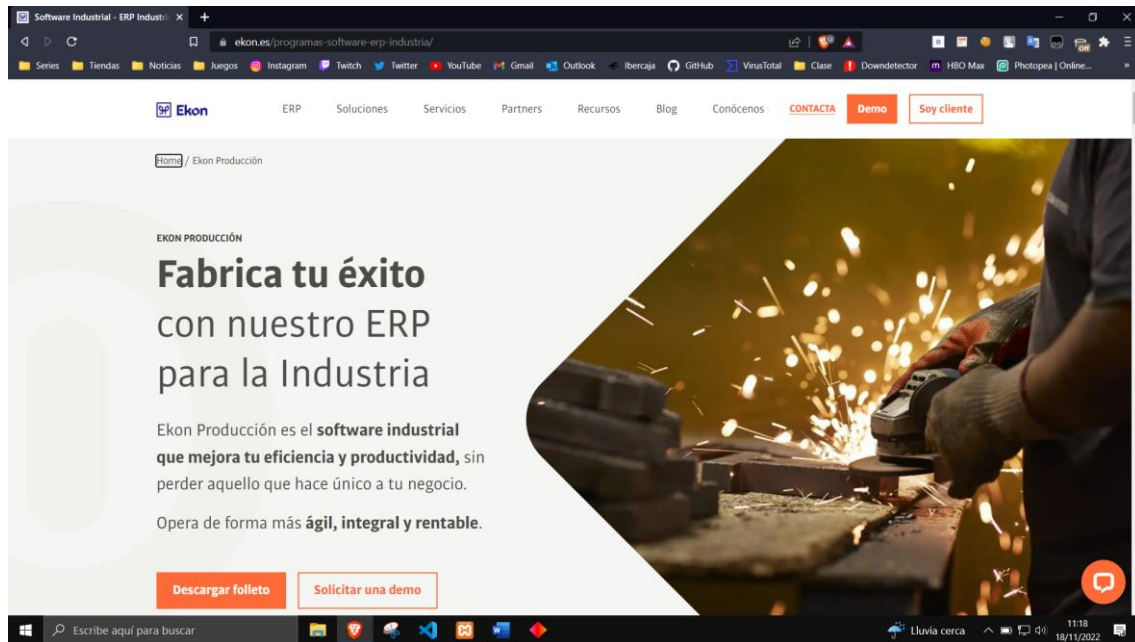 Software Industrial - ERP Industri
ekon.es/programas-software-erp-industria/
Series Tiendas Noticias Juegos Instagram Twitch Twitter YouTube Gmail Outlook Ibercaja GitHub VirusTotal Clase Downdetector HBO Max Photopea | Online...
Ekon ERP Soluciones Servicios Partners Recursos Blog Conócenos CONTACTA Demo Soy cliente
Home / Ekon Producción
EKON PRODUCCIÓN
Fabrica tu éxito
con nuestro ERP
para la Industria
Ekon Producción es el software industrial
que mejora tu eficiencia y productividad, sin
perder aquello que hace único a tu negocio.
Opera de forma más ágil, integral y rentable.
Descargar folleto Solicitar una demo
Escribe aquí para buscar
Lluvia cerca
11:18
18/11/2022